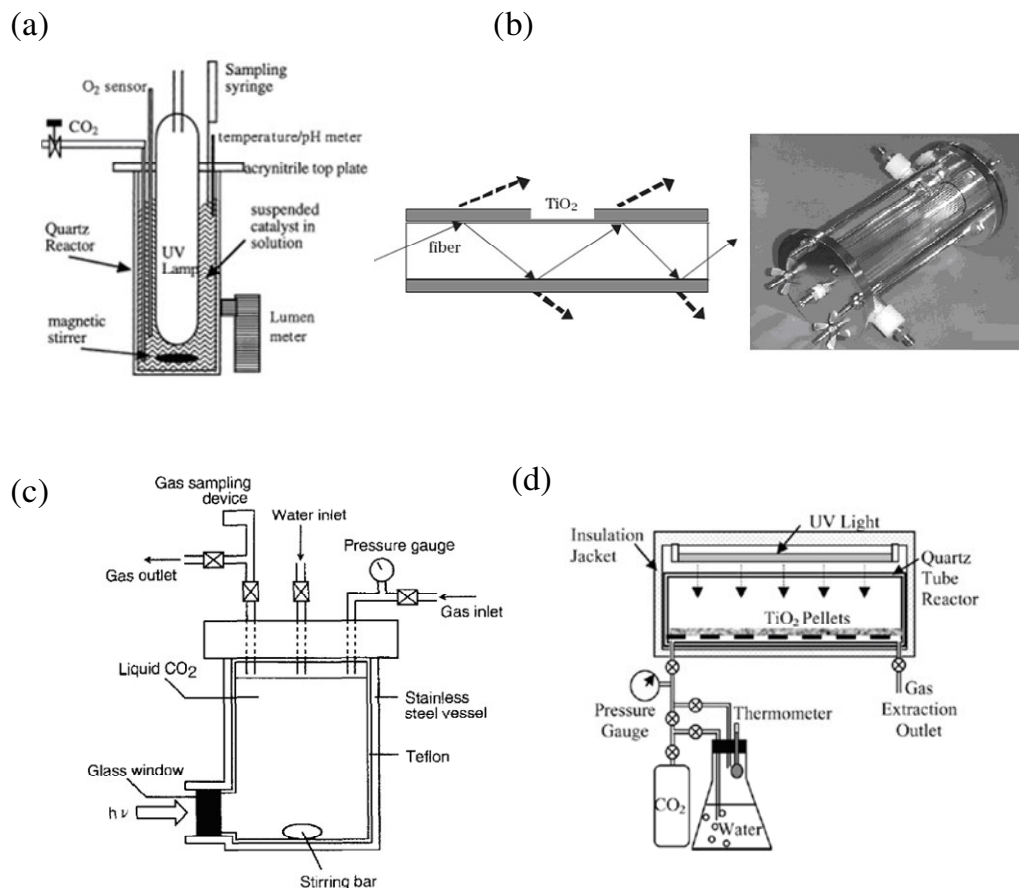 (a)
(b)
Sampling
syringe
O2 sensor
CO2
temperature/pH meter
acrynitrile top plate
Quartz
Reactor
UV
Lamp
suspended
catalyst in
solution
magnetic
stirrer
Lumen
meter
TiO2
fiber
(c)
(d)
Gas sampling
device
Water inlet
Pressure gauge
Gas outlet
Gas inlet
Liquid CO2
Stainless
steel vessel
Teflon
Glass window
hν
Stirring bar
UV Light
Insulation
Jacket
Quartz
Tube
Reactor
TiO2 Pellets
Pressure
Gauge
Thermometer
Gas
Extraction
Outlet
CO2
Water